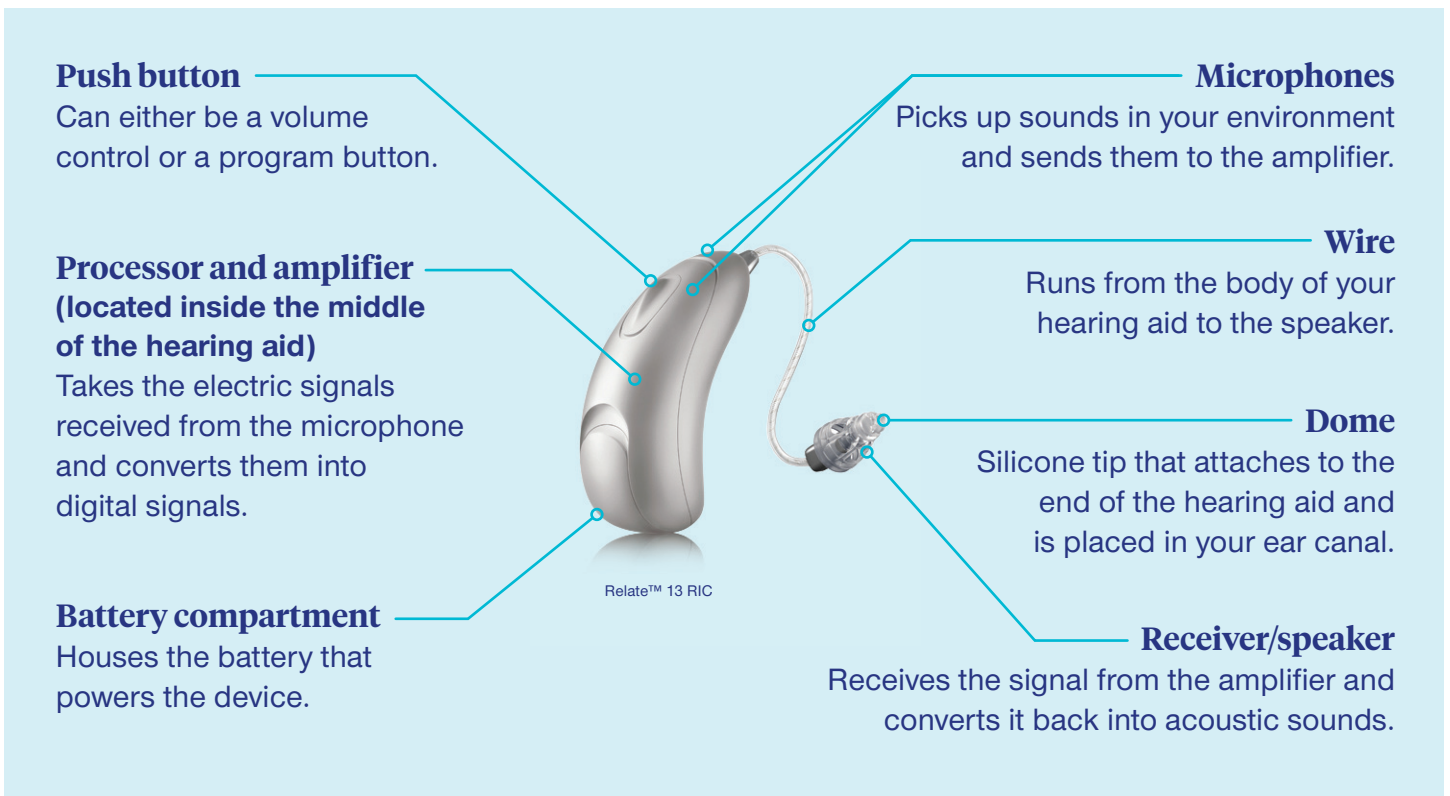 Push button
Can either be a volume
control or a program button.
Processor and amplifier
(located inside the middle
of the hearing aid)
Takes the electric signals
received from the microphone
and converts them into
digital signals.
Battery compartment
Houses the battery that
powers the device.
Relate™ 13 RIC
Microphones
Picks up sounds in your environment
and sends them to the amplifier.
Wire
Runs from the body of your
hearing aid to the speaker.
Dome
Silicone tip that attaches to the
end of the hearing aid and
is placed in your ear canal.
Receiver/speaker
Receives the signal from the amplifier and
converts it back into acoustic sounds.